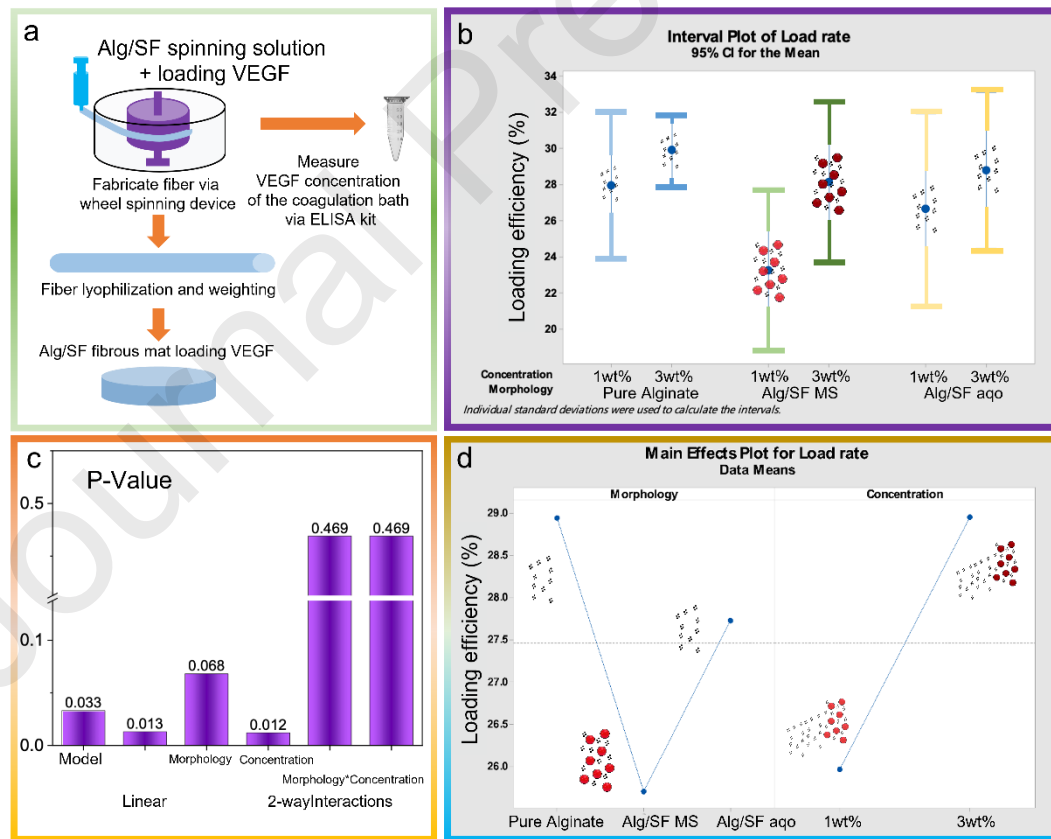 Journal Pre
a
Alg/SF spinning solution
+ loading VEGF
Fabricate fiber via
wheel spinning device
Measure
VEGF concentration
of the coagulation bath
via ELISA kit
Fiber lyophilization and weighting
Alg/SF fibrous mat loading VEGF
b
Interval Plot of Load rate
95% CI for the Mean
Loading efficiency (%)
34
32
30
28
26
24
22
20
Concentration
Morphology
1wt% 3wt% 1wt% 3wt% 1wt% 3wt%
Pure Alginate Alg/SF MS Alg/SF aqo
Individual standard deviations were used to calculate the intervals.
c
P-Value
0.5
0.1
0.0
0.033
0.013
0.068
0.012
0.469
0.469
Model
Morphology
Concentration
Morphology*Concentration
Linear
2-wayInteractions
d
Main Effects Plot for Load rate
Data Means
Morphology
Concentration
Loading efficiency (%)
29.0
28.5
28.0
27.5
27.0
26.5
26.0
Pure Alginate Alg/SF MS Alg/SF aqo 1wt% 3wt%